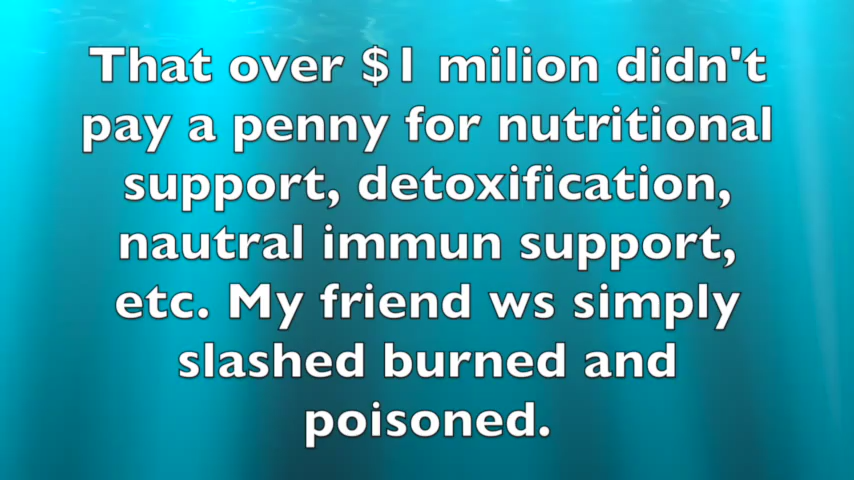 That over $1 milion didn't
pay a penny for nutritional
support, detoxification,
nautral immun support,
etc. My friend ws simply
slashed burned and
poisoned.